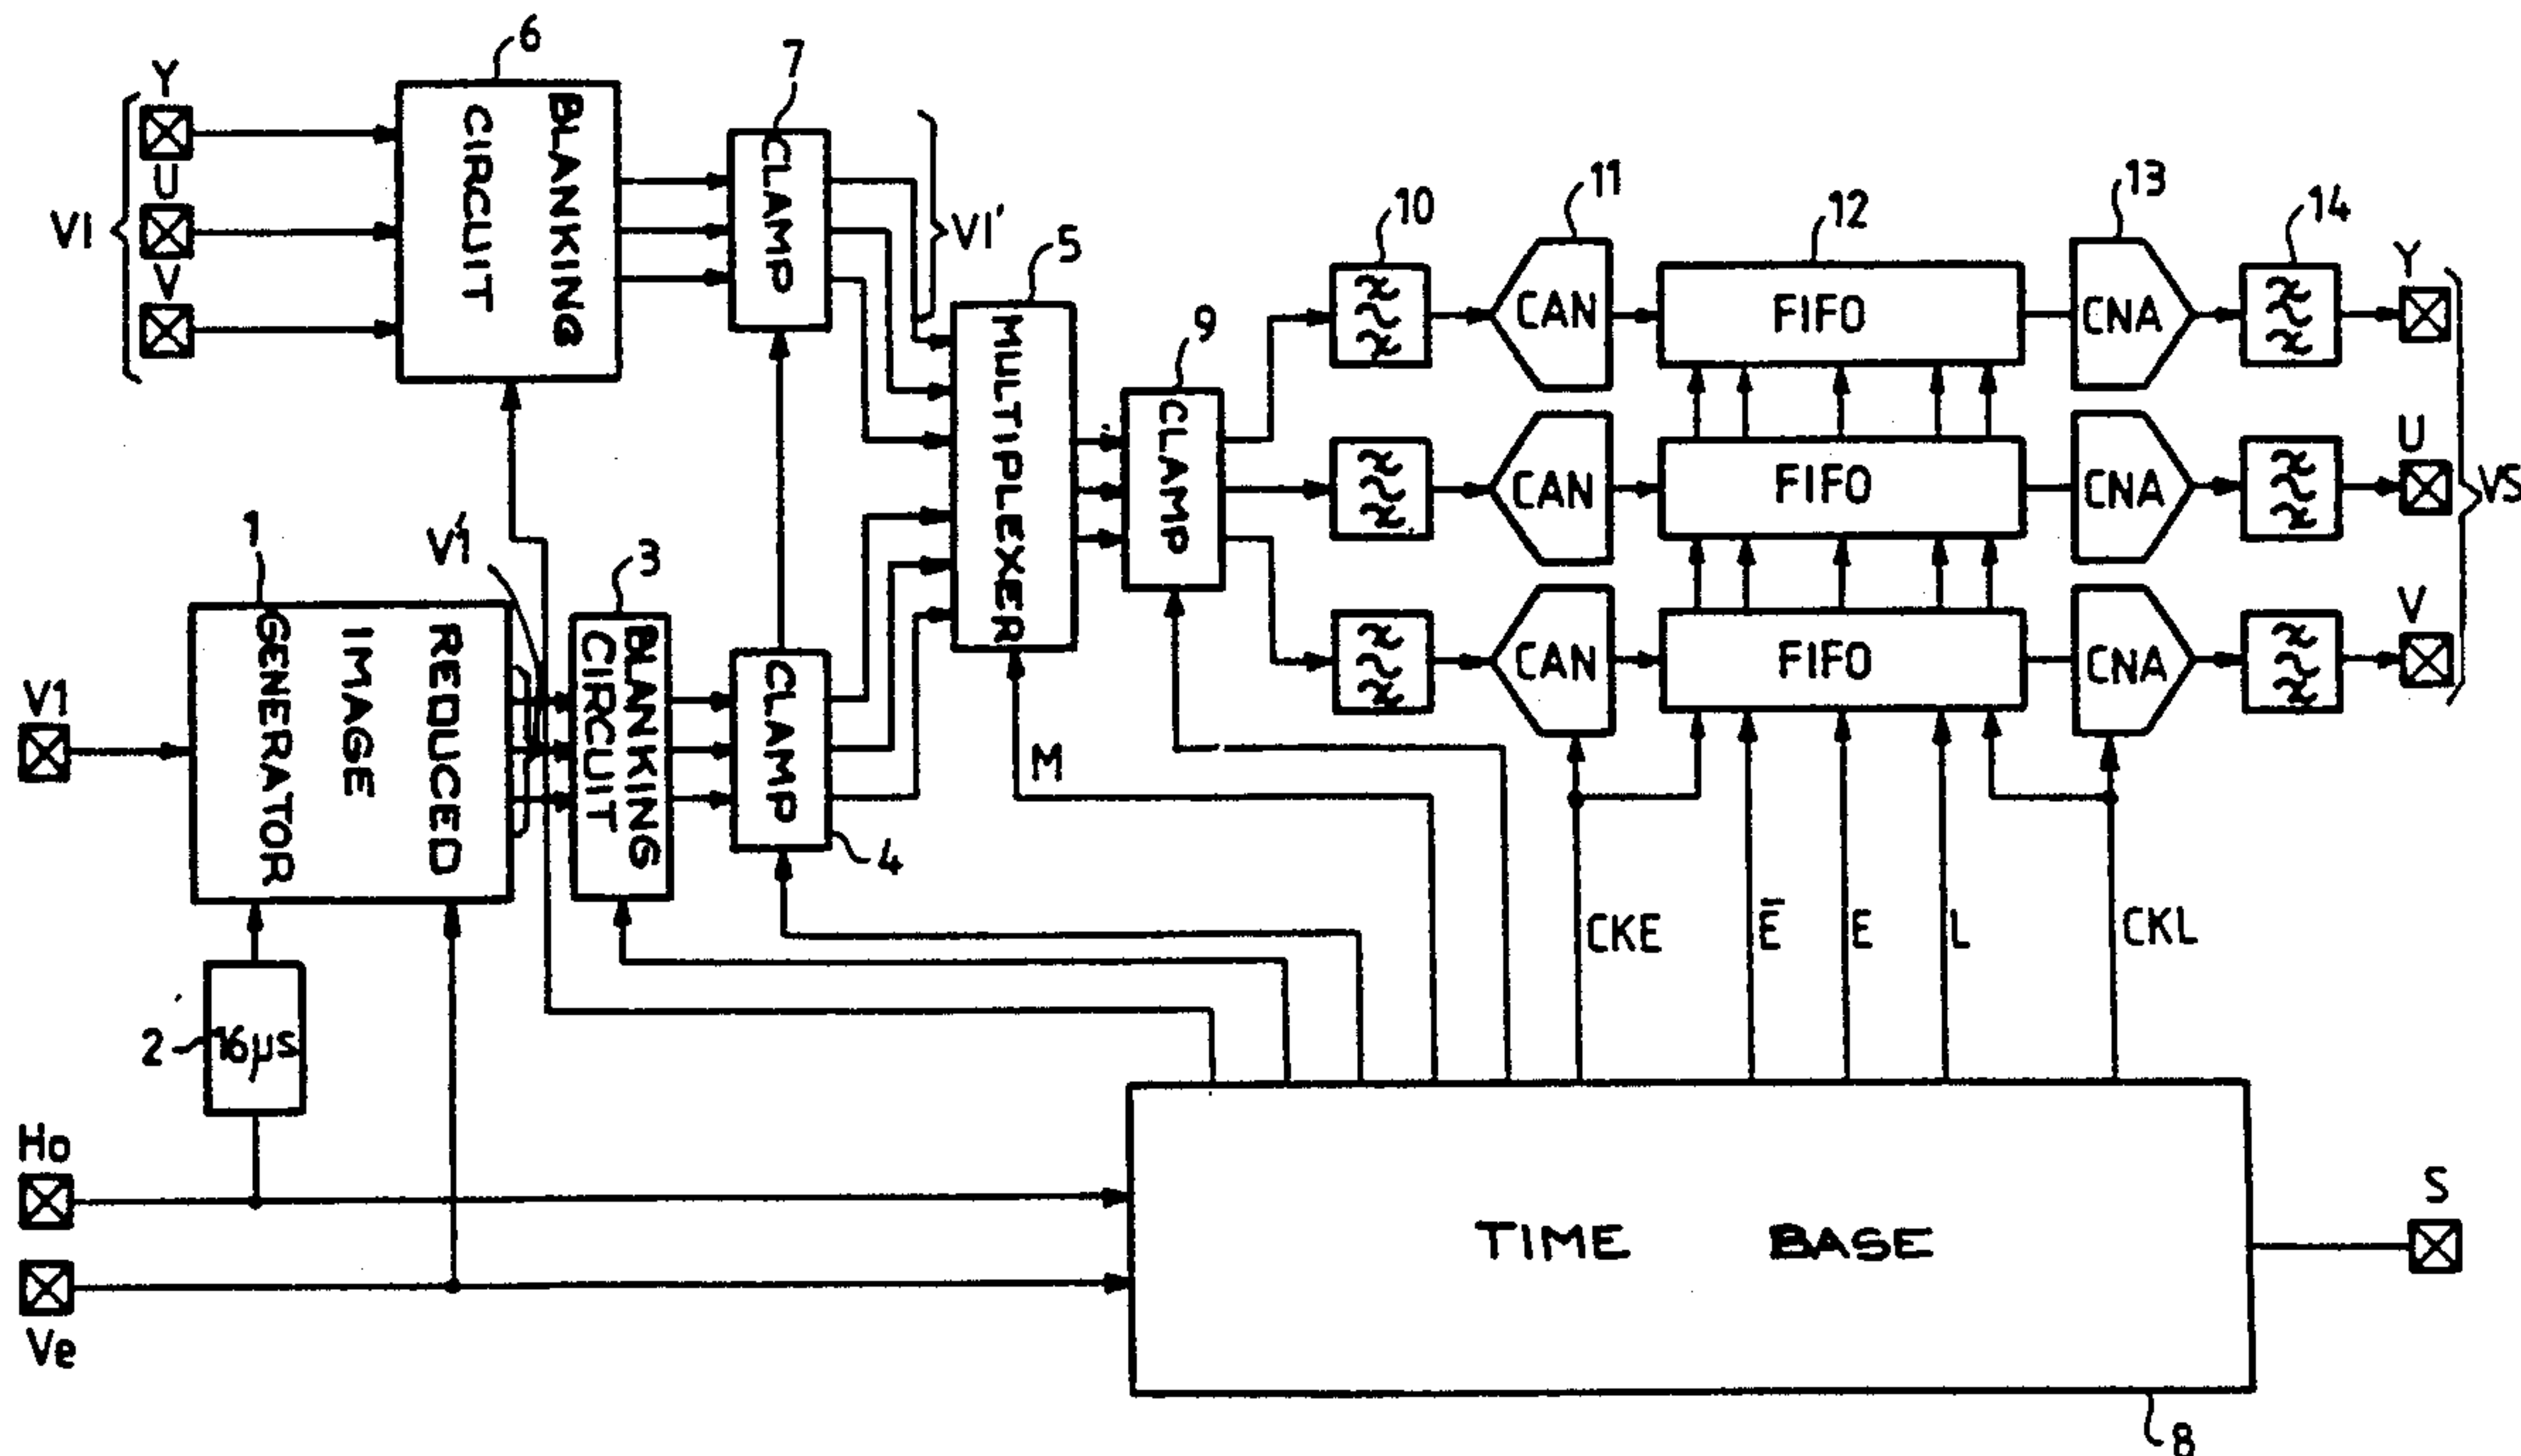 6
Y
U
V
VI
BLANKING
CIRCUIT
7
CLAMP
VI'
5
MULTIPLEXER
9
CLAMP
10
11
12
13
14
CAN
FIFO
CNA
Y
CAN
FIFO
CNA
U
CAN
FIFO
CNA
V
VS
1
V'1
3
V1
REDUCED
IMAGE
GENERATOR
BLANKING
CIRCUIT
CLAMP
4
M
CKE
E̅
E
L
CKL
2
16µs
Ho
Ve
TIME BASE
S
8